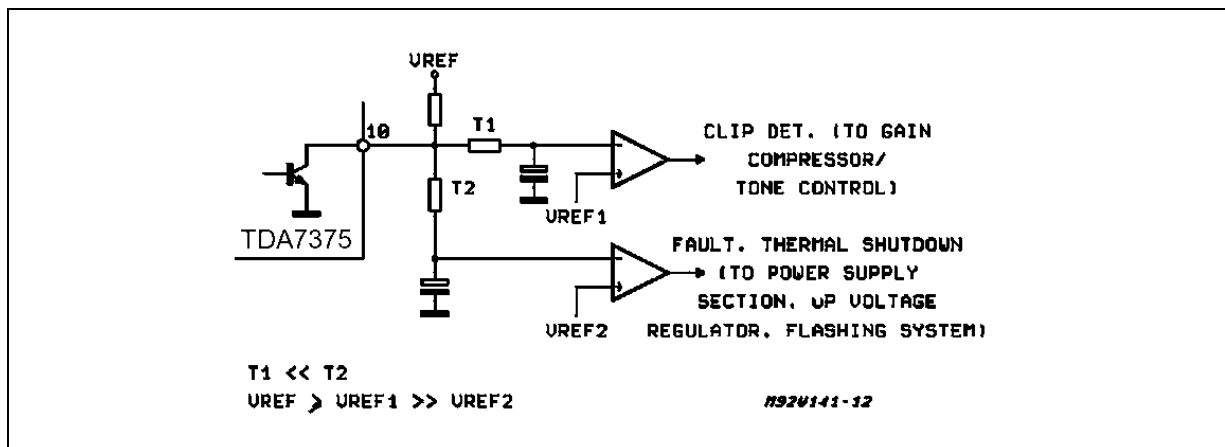 VREF
10
T1
CLIP DET. (TO GAIN
COMPRESSOR/
TONE CONTROL)
T2
VREF1
TDA7375
FAULT. THERMAL SHUTDOWN
(TO POWER SUPPLY
SECTION. uP VOLTAGE
REGULATOR. FLASHING SYSTEM)
VREF2
T1 << T2
VREF ⩾ VREF1 >> VREF2
M92V141-12